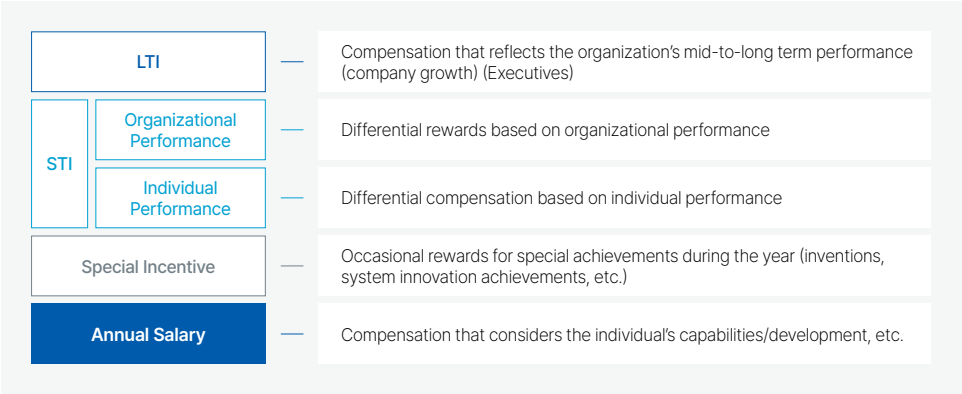 LTI
Compensation that reflects the organization’s mid-to-long term performance
(company growth) (Executives)
STI
Organizational
Performance
Differential rewards based on organizational performance
Individual
Performance
Differential compensation based on individual performance
Special Incentive
Occasional rewards for special achievements during the year (inventions,
system innovation achievements, etc.)
Annual Salary
Compensation that considers the individual’s capabilities/development, etc.